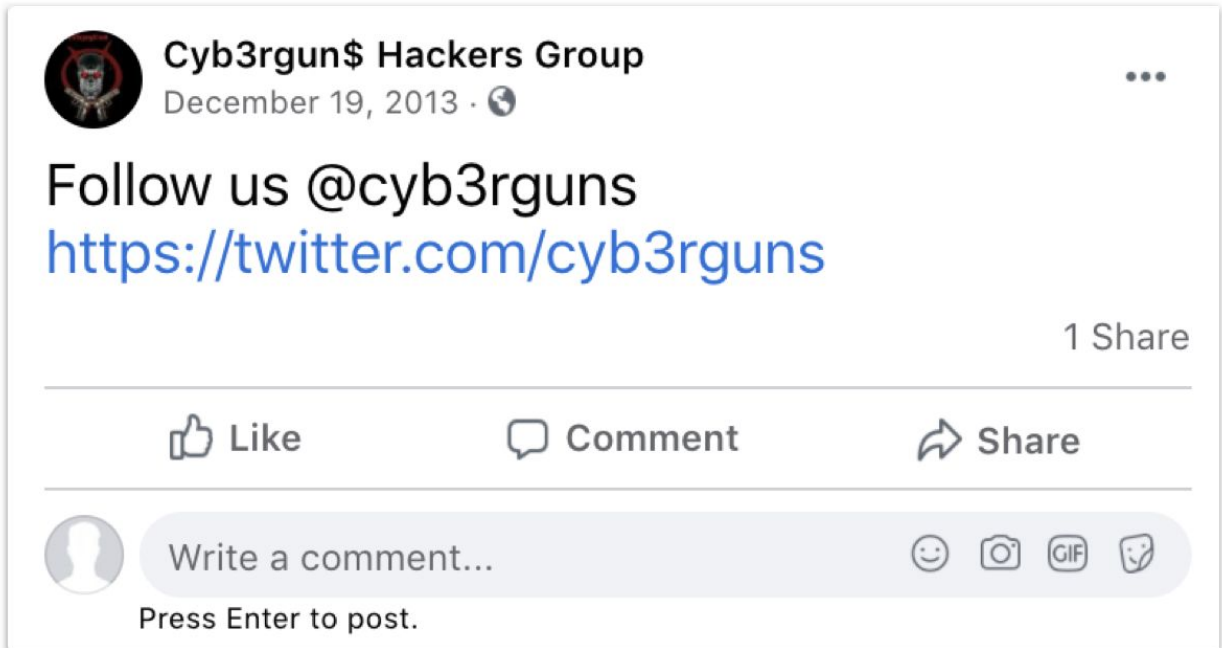 Cyb3rgun$ Hackers Group
December 19, 2013 ·
Follow us @cyb3rguns
https://twitter.com/cyb3rguns
1 Share
Like Comment Share
Write a comment... GIF
Press Enter to post.